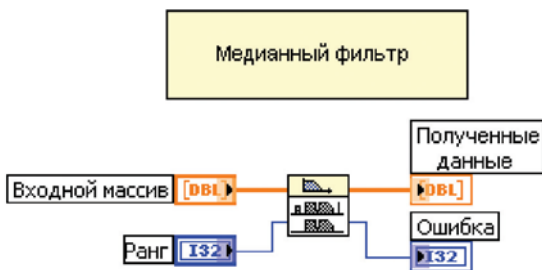 Медианный фильтр
Полученные
данные
Входной массив [DBL] [DBL]
Ошибка
Ранг I32 I32